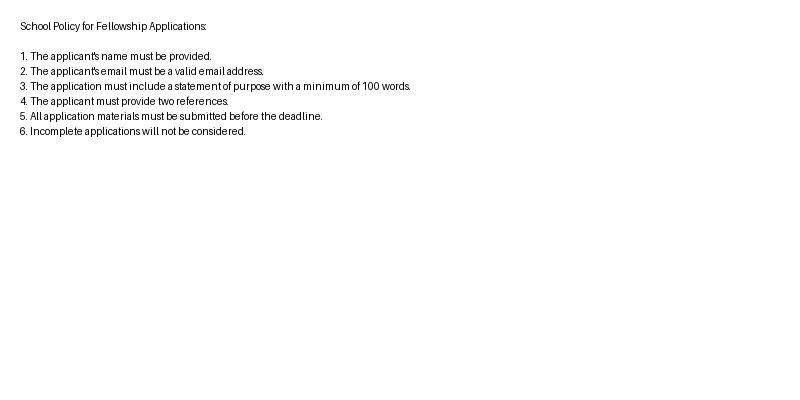 School Policy for Fellowship Applications:
1. The applicant's name must be provided.
2. The applicant's email must be a valid email address.
3. The application must include a statement of purpose with a minimum of 100 words.
4. The applicant must provide two references.
5. All application materials must be submitted before the deadline.
6. Incomplete applications will not be considered.